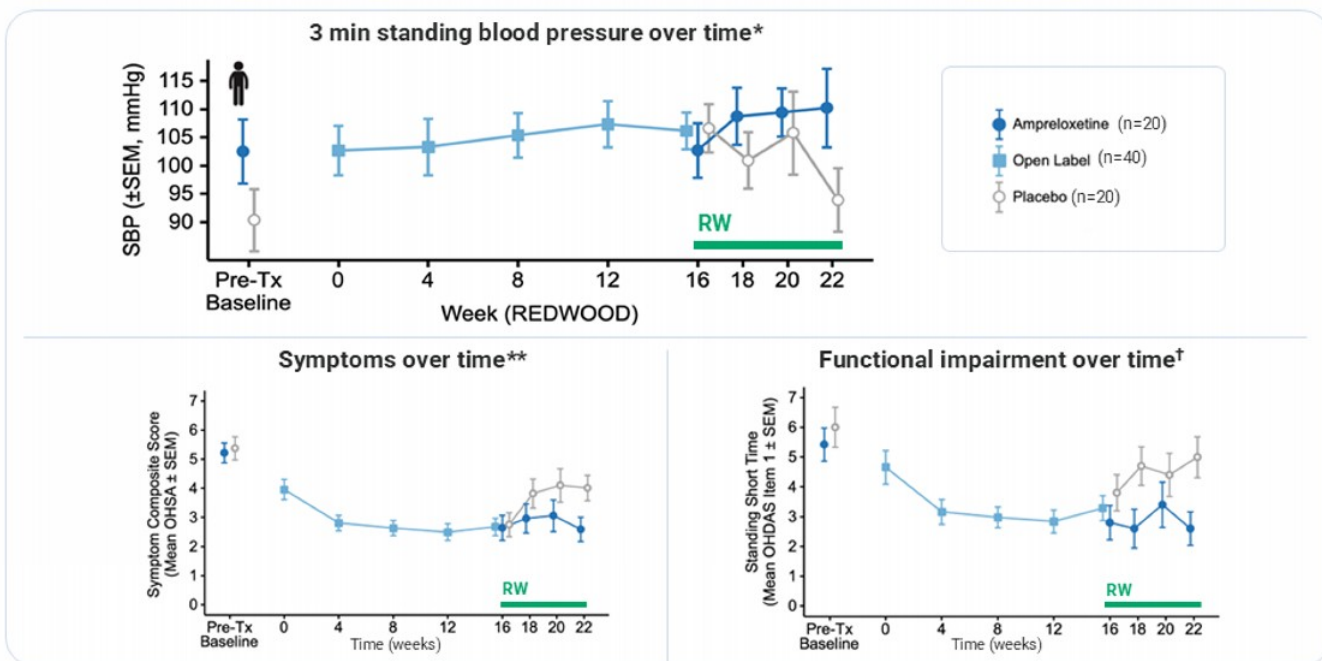 3 min standing blood pressure over time*
SBP (±SEM, mmHg)
115
110
105
100
95
90
RW
Pre-Tx
Baseline
0 4 8 12 16 18 20 22
Week (REDWOOD)
Ampreloxetine (n=20)
Open Label (n=40)
Placebo (n=20)
Symptoms over time**
Symptom Composite Score
(Mean OHSA ± SEM)
7
6
5
4
3
2
1
0
RW
Pre-Tx
Baseline
0 4 8 12 16 18 20 22
Time (weeks)
Functional impairment over time†
Standing Short Time
(Mean OHDAS Item 1 ± SEM)
7
6
5
4
3
2
1
0
RW
Pre-Tx
Baseline
0 4 8 12 16 18 20 22
Time (weeks)